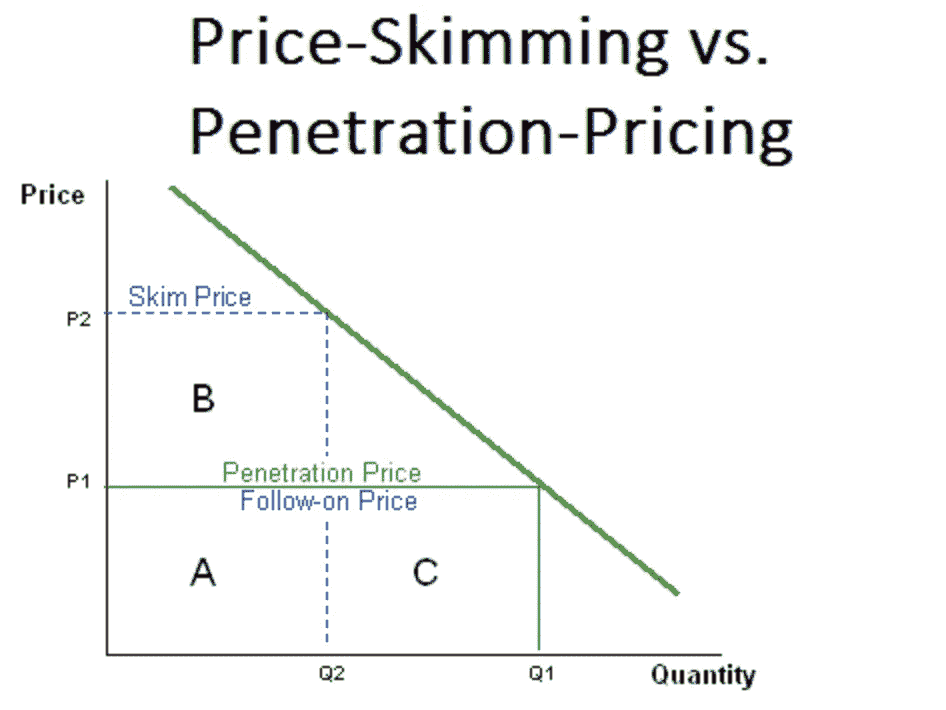 Price-Skimming vs.
Penetration-Pricing
Price
Skim Price
P2
B
Penetration Price
P1
Follow-on Price
A
C
Q2
Q1
Quantity